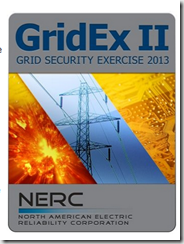 GridEx II
GRID SECURITY EXERCISE 2013
NERC
NORTH AMERICAN ELECTRIC
RELIABILITY CORPORATION